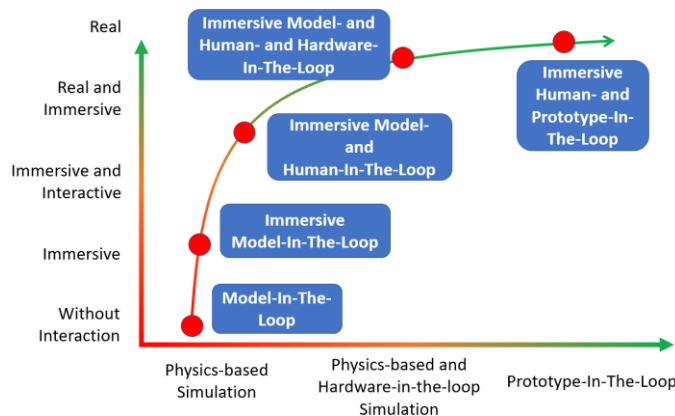 Real
Real and
Immersive
Immersive and
Interactive
Immersive
Without
Interaction
Immersive Model- and
Human- and Hardware-
In-The-Loop
Immersive
Human- and
Prototype-In-
The-Loop
Immersive Model-
and
Human-In-The-Loop
Immersive
Model-In-The-Loop
Model-In-The-
Loop
Physics-based
Simulation
Physics-based and
Hardware-in-the-loop
Simulation
Prototype-In-The-Loop